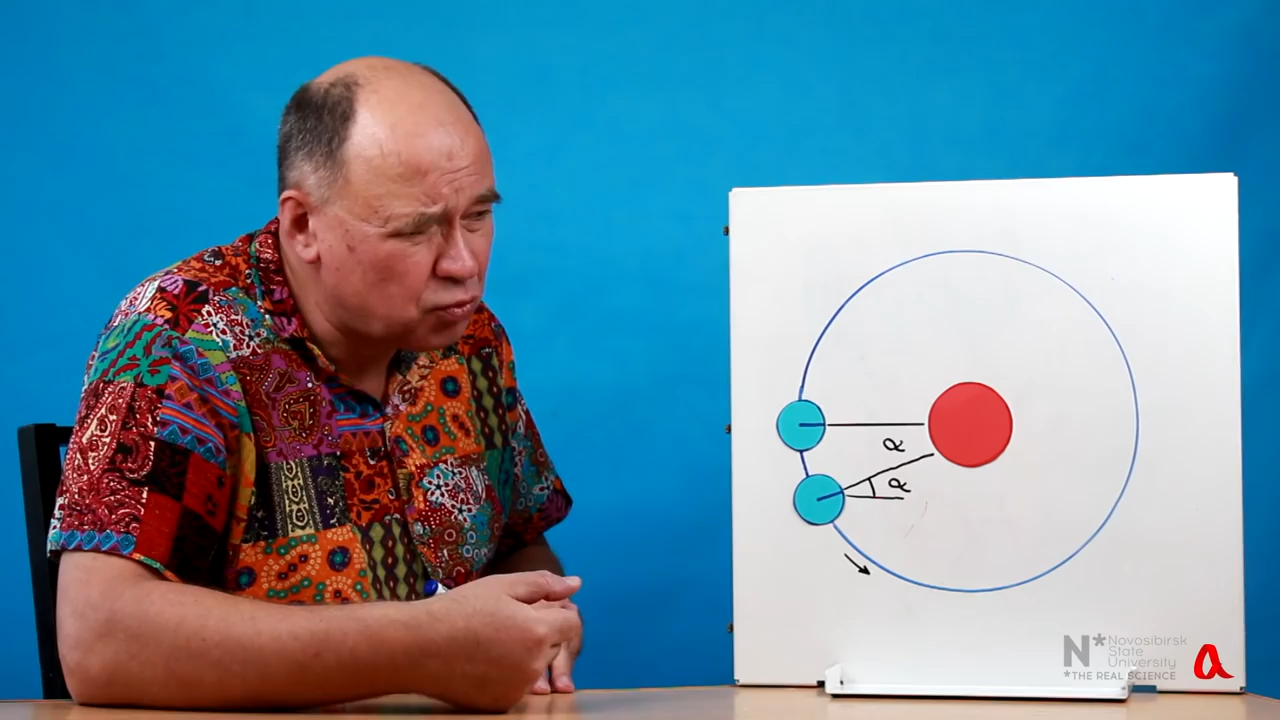 α
α
N*
Novosibirsk
State
University
*THE REAL SCIENCE
a